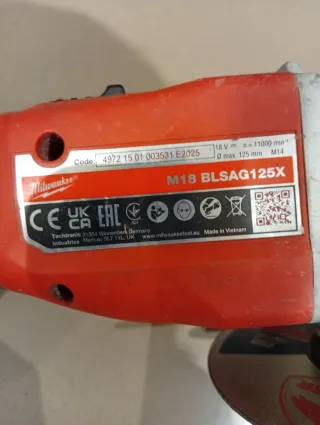 Code: 4972 15 01 003531 E2025
18 V ⎓ n = 11000 min⁻¹
Ø max. 125 mm M14
Milwaukee
M18 BLSAG125X
CE UK CA EAC
Techtronic
Industries
www.milwaukeetool.eu
Made in Vietnam